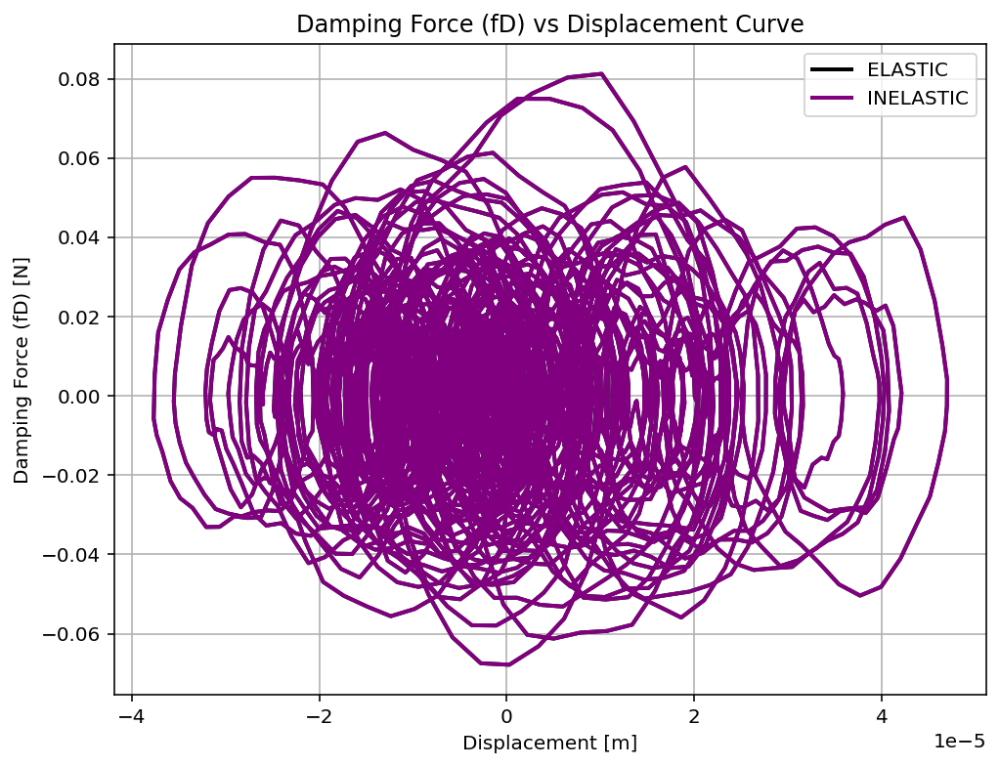 Damping Force (fD) vs Displacement Curve
ELASTIC
INELASTIC
0.08
0.06
0.04
0.02
0.00
−0.02
−0.04
−0.06
Damping Force (fD) [N]
−4
−2
0
2
4
1e−5
Displacement [m]